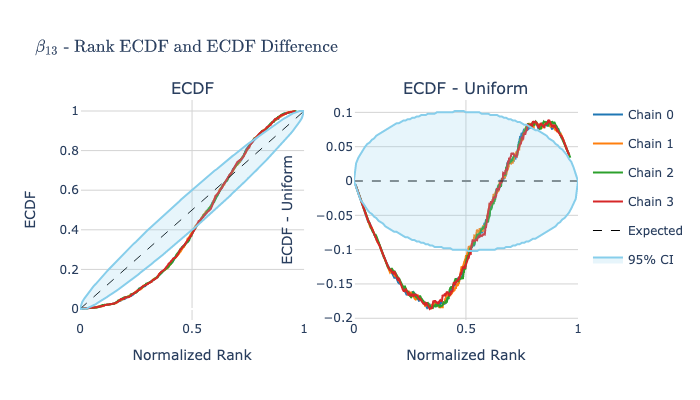 β₁₃ - Rank ECDF and ECDF Difference
ECDF
ECDF - Uniform
1
0.8
0.6
0.4
0.2
0
0
0.5
1
ECDF
Normalized Rank
0.1
0.05
0
−0.05
−0.1
−0.15
−0.2
0
0.5
1
ECDF - Uniform
Normalized Rank
Chain 0
Chain 1
Chain 2
Chain 3
Expected
95% CI